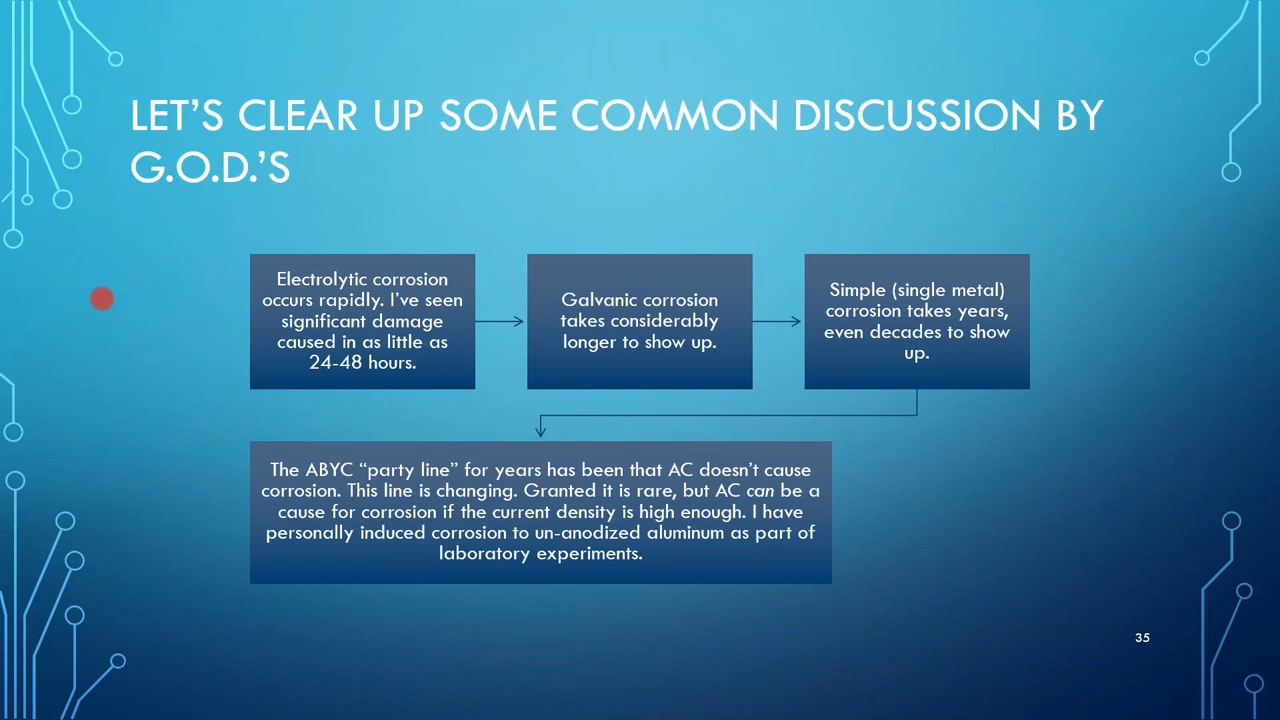 LET’S CLEAR UP SOME COMMON DISCUSSION BY
G.O.D.’S
Electrolytic corrosion
occurs rapidly. I’ve seen
significant damage
caused in as little as
24-48 hours.
Galvanic corrosion
takes considerably
longer to show up.
Simple (single metal)
corrosion takes years,
even decades to show
up.
The ABYC “party line” for years has been that AC doesn’t cause
corrosion. This line is changing. Granted it is rare, but AC can be a
cause for corrosion if the current density is high enough. I have
personally induced corrosion to un-anodized aluminum as part of
laboratory experiments.
35